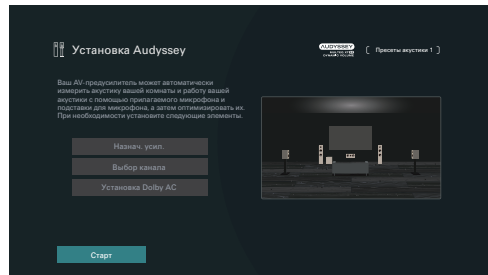 Установка Audyssey
AUDYSSEY
DYNAMIC VOLUME
Пресеты акустики 1
Ваш AV-предусилитель может автоматически
измерить акустику вашей комнаты и работу вашей
акустики с помощью прилагаемого микрофона и
подставки для микрофона, а затем оптимизировать их.
При необходимости установите следующие элементы.
Назнач. усил.
Выбор канала
Установка Dolby AC
Старт